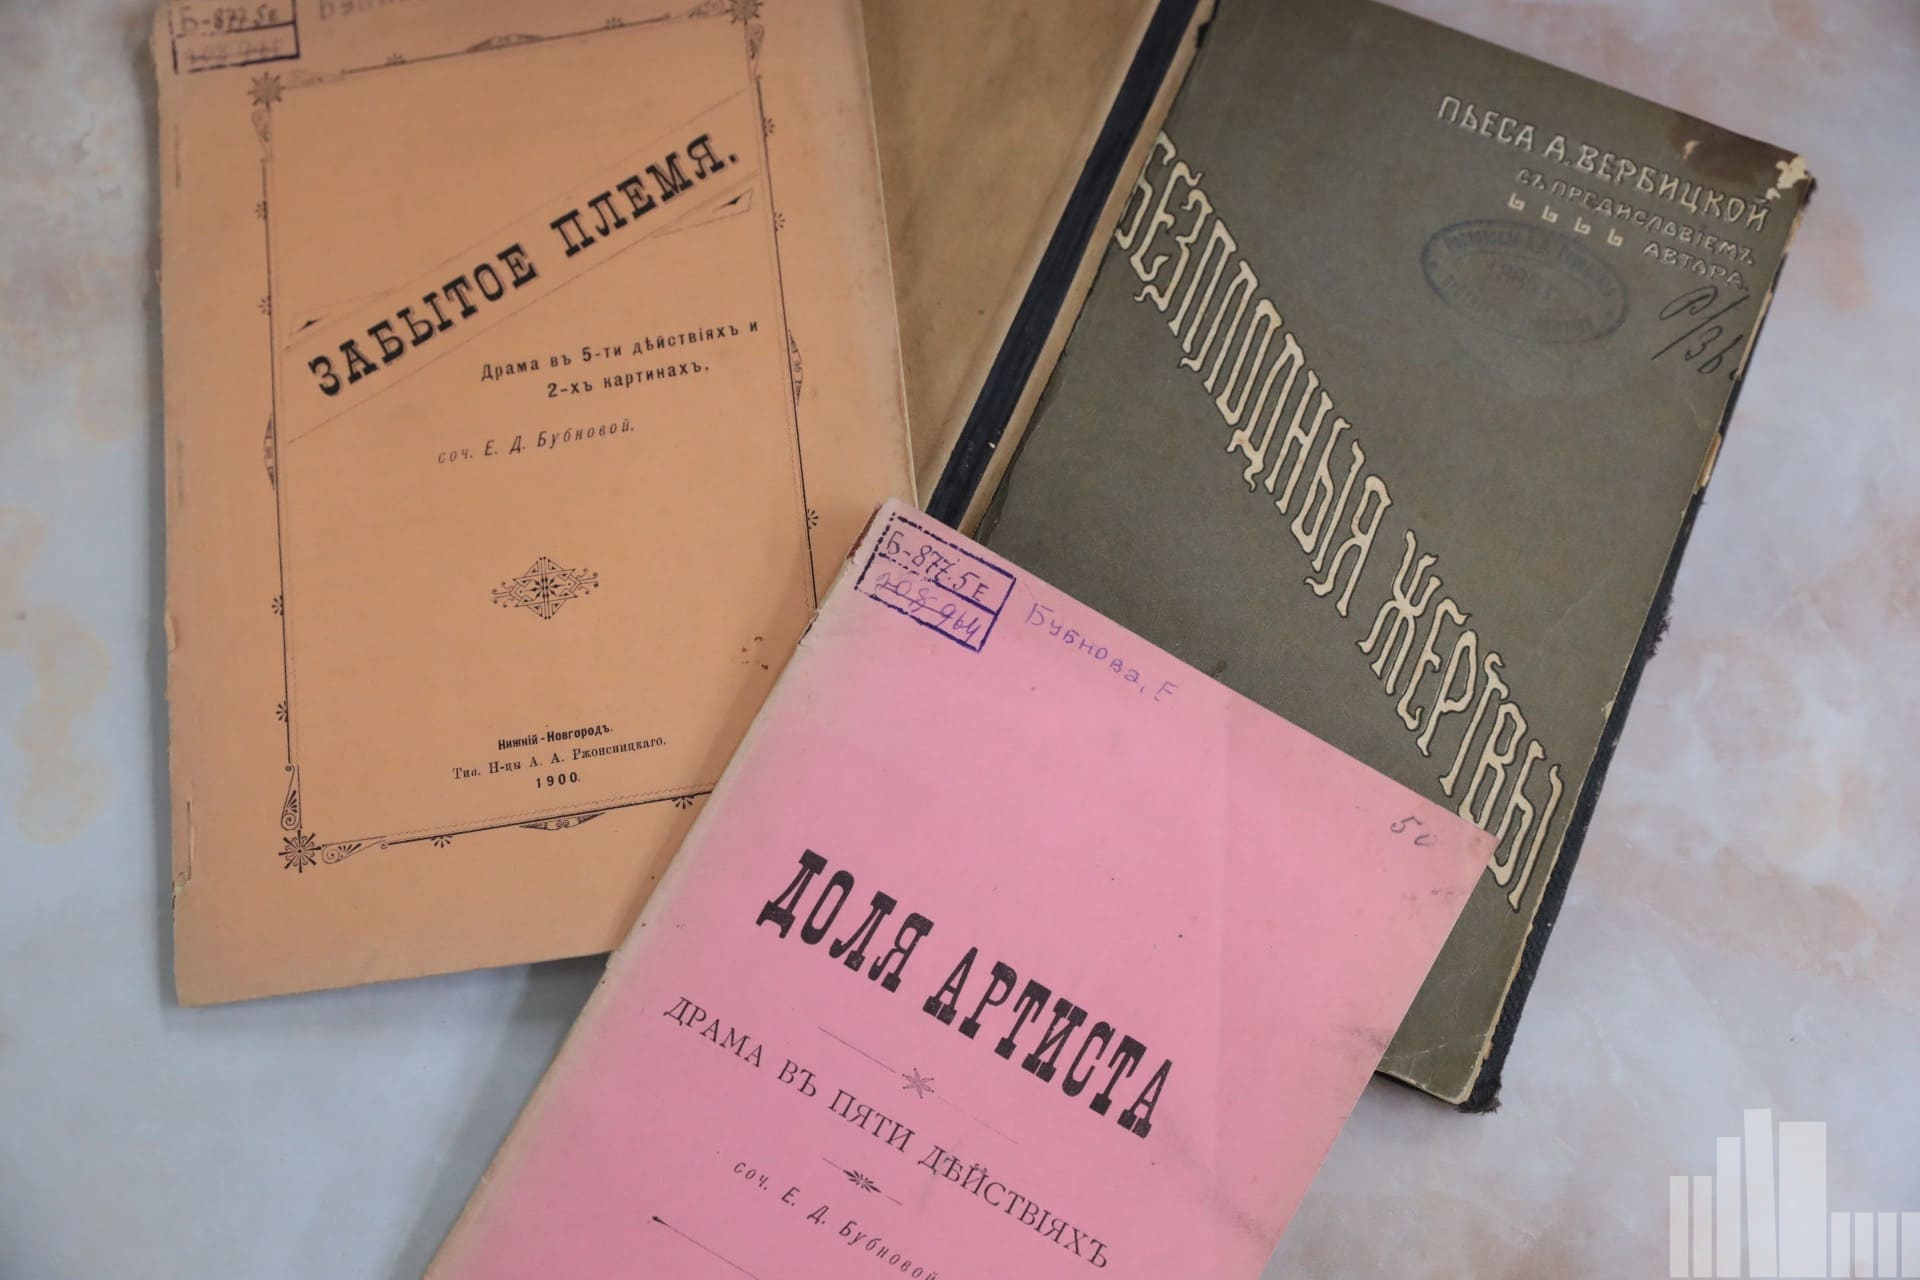 Б-877.5е
ЗАБЫТОЕ ПЛЕМЯ.
Драма въ 5-ти дѣйствіяхъ и
2-хъ картинахъ,
соч. Е. Д. Бубновой.
Нижній-Новгородъ.
Тип. Н-цы А. А. Ржонсницкаго.
1900.
ПЬЕСА А. ВЕРБИЦКОЙ
СЪ ПРЕДИСЛОВІЕМЪ
АВТОРА.
БЕЗПЛОДНЫЯ ЖЕРТВЫ
Б-877.5Е
208964
Бубнова, Е
50
ДОЛЯ АРТИСТА
ДРАМА ВЪ ПЯТИ ДѢЙСТВІЯХЪ
соч. Е. Д. Бубновой